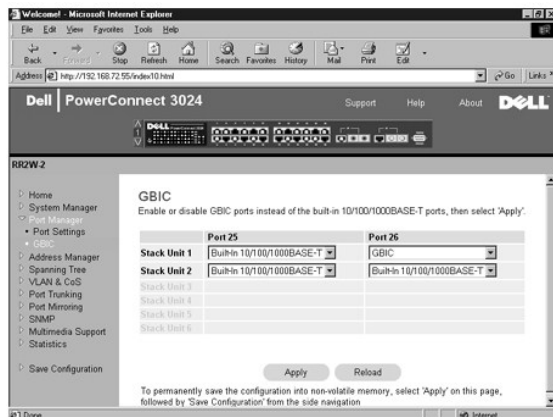 Welcome! - Microsoft Internet Explorer
File Edit View Favorites Tools Help
Back Forward Stop Refresh Home Search Favorites History Mail Print Edit
Address http://192.168.72.55/index10.html Go Links
Dell PowerConnect 3024 Support Help About DELL
DELL
RR2W-2
Home
System Manager
Port Manager
Port Settings
GBIC
Address Manager
Spanning Tree
VLAN & CoS
Port Trunking
Port Mirroring
SNMP
Multimedia Support
Statistics
Save Configuration
GBIC
Enable or disable GBIC ports instead of the built-in 10/100/1000BASE-T ports, then select 'Apply'.
Port 25 Port 26
Stack Unit 1 Built-In 10/100/1000BASE-T GBIC
Stack Unit 2 Built-In 10/100/1000BASE-T Built-In 10/100/1000BASE-T
Stack Unit 3
Stack Unit 4
Stack Unit 5
Stack Unit 6
Apply Reload
To permanently save the configuration into non-volatile memory, select 'Apply' on this page,
followed by 'Save Configuration' from the side navigation
Done Internet